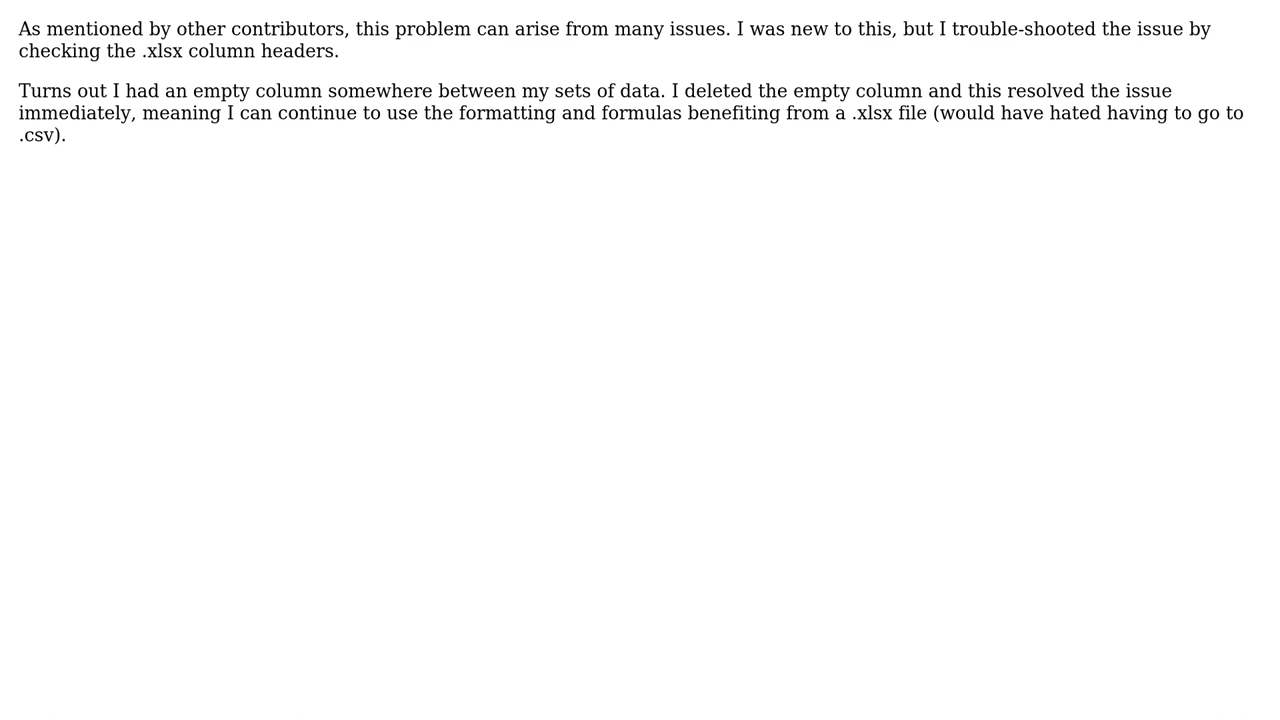 As mentioned by other contributors, this problem can arise from many issues. I was new to this, but I trouble-shooted the issue by
checking the .xlsx column headers.
Turns out I had an empty column somewhere between my sets of data. I deleted the empty column and this resolved the issue
immediately, meaning I can continue to use the formatting and formulas benefiting from a .xlsx file (would have hated having to go to
.csv).